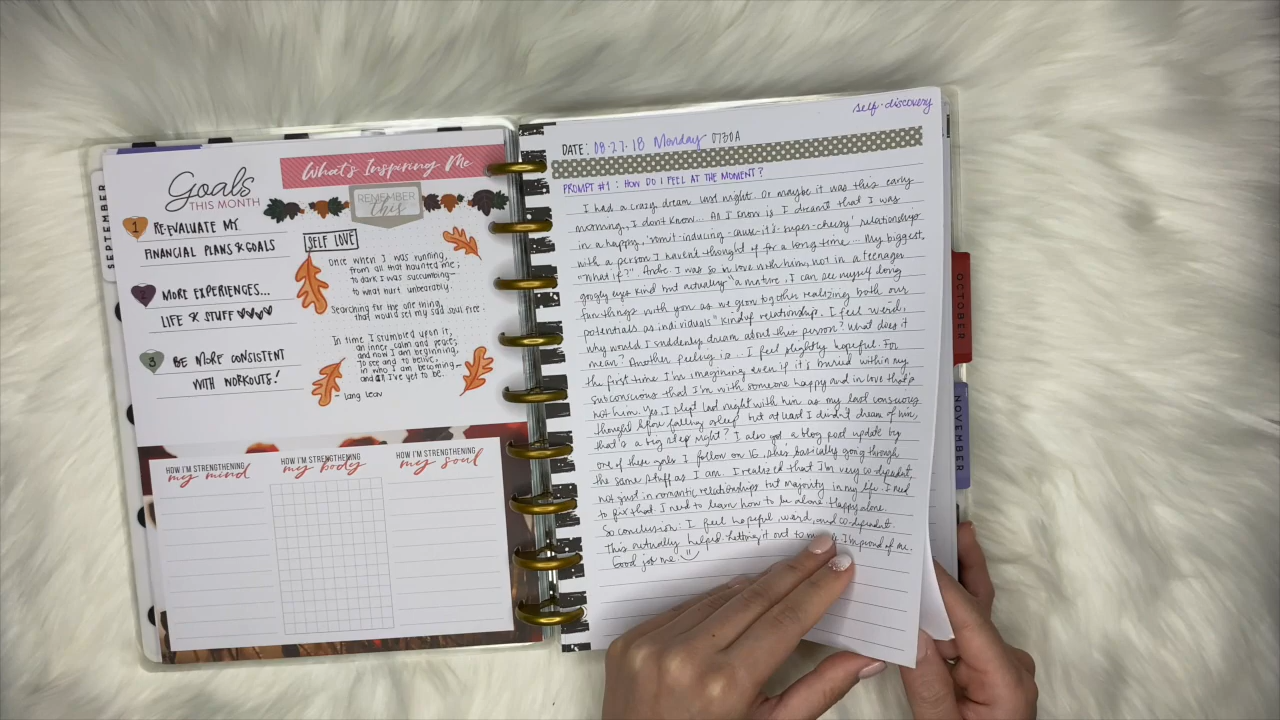 SEPTEMBER
Goals
THIS MONTH
1
RE-EVALUATE MY
FINANCIAL PLANS & GOALS
2
MORE EXPERIENCES...
LIFE & STUFF ♡♡♡♡
3
BE MORE CONSISTENT
WITH WORKOUTS!
What's Inspiring Me
REMEMBER
this
SELF LOVE
Once when I was running,
from all that haunted me;
to dark I was succumbing—
to what hurt unbearably.
Searching for the one thing,
that would set my sad soul free.
In time I stumbled upon it,
an inner calm and peace;
and now I am beginning,
to see and to believe,
in who I am becoming—
and all I've yet to be.
~ Lang Leav
HOW I'M STRENGTHENING
my mind
HOW I'M STRENGTHENING
my body
HOW I'M STRENGTHENING
my soul
self-discovery
DATE: 08.27.18 Monday 0730A
PROMPT #1: HOW DO I FEEL AT THE MOMENT?
I had a crazy dream last night. Or maybe it was this early
morning, I don't know... All I know is I dreamt that I was
in a happy, 'vomit-inducing-cause-it's-super-cheesy' relationship
with a person I haven't thought of for a long time... My biggest,
"What if?" I was so in love with him, not in a teenager
googly eyes kind but actually "a mature, I can see myself long
fun things with you as we grow together realizing both our
potentials as individuals" kind of relationship. I feel weird,
why would I suddenly dream about this person? What does it
mean? Another feeling is... I feel slightly hopeful. For
the first time I'm imagining even if it's buried within my
subconscious that I'm with someone happy and in love that's
not him. Yes, I slept last night with him as my last conscious
thought before falling asleep but at least I didn't dream of him,
that's a big step right? I also got a blog post update by
one of these girls I follow on IG, she's basically going through
the same stuff as I am. I realized that I'm very co-dependent,
not just in romantic relationships but majority in my life. I need
to fix that. I need to learn how to be alone. Happy alone.
So conclusion: I feel hopeful, weird, and co-dependent.
This actually helped letting it out to my I'm proud of me.
Good for me.
OCTOBER
NOVEMBER